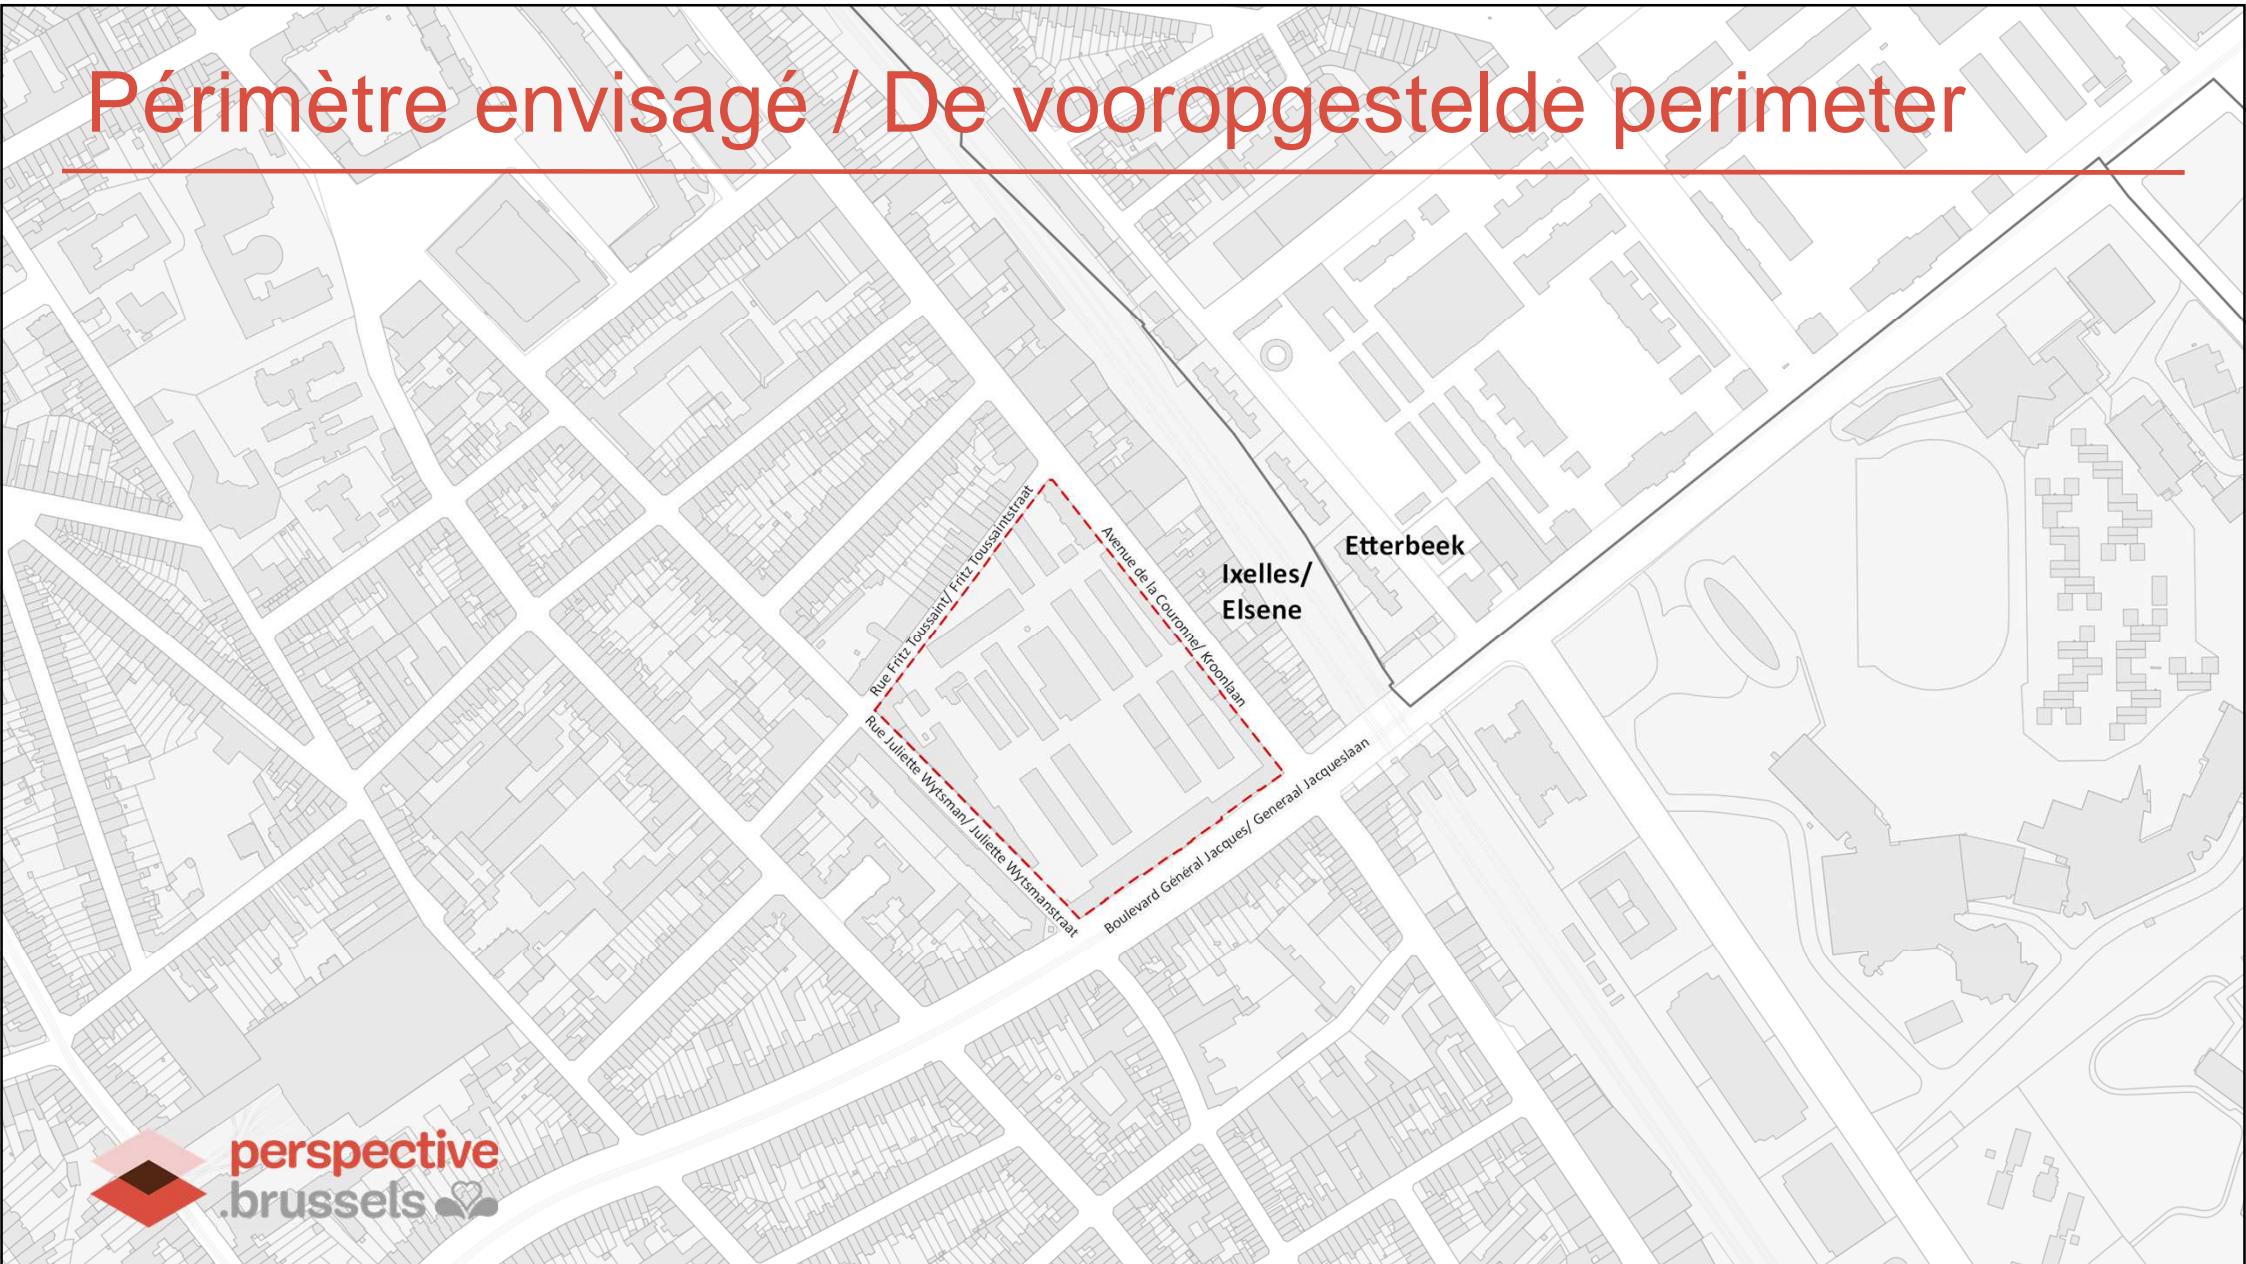 Périmètre envisagé / De vooropgestelde perimeter
Rue Fritz Toussaint/ Fritz Toussaintstraat
Avenue de la Couronne/ Kroonlaan
Etterbeek
Ixelles/
Elsene
Rue Juliette Wytsman/ Juliette Wytsmanstraat
Boulevard Général Jacques/ Generaal Jacqueslaan
perspective
.brussels